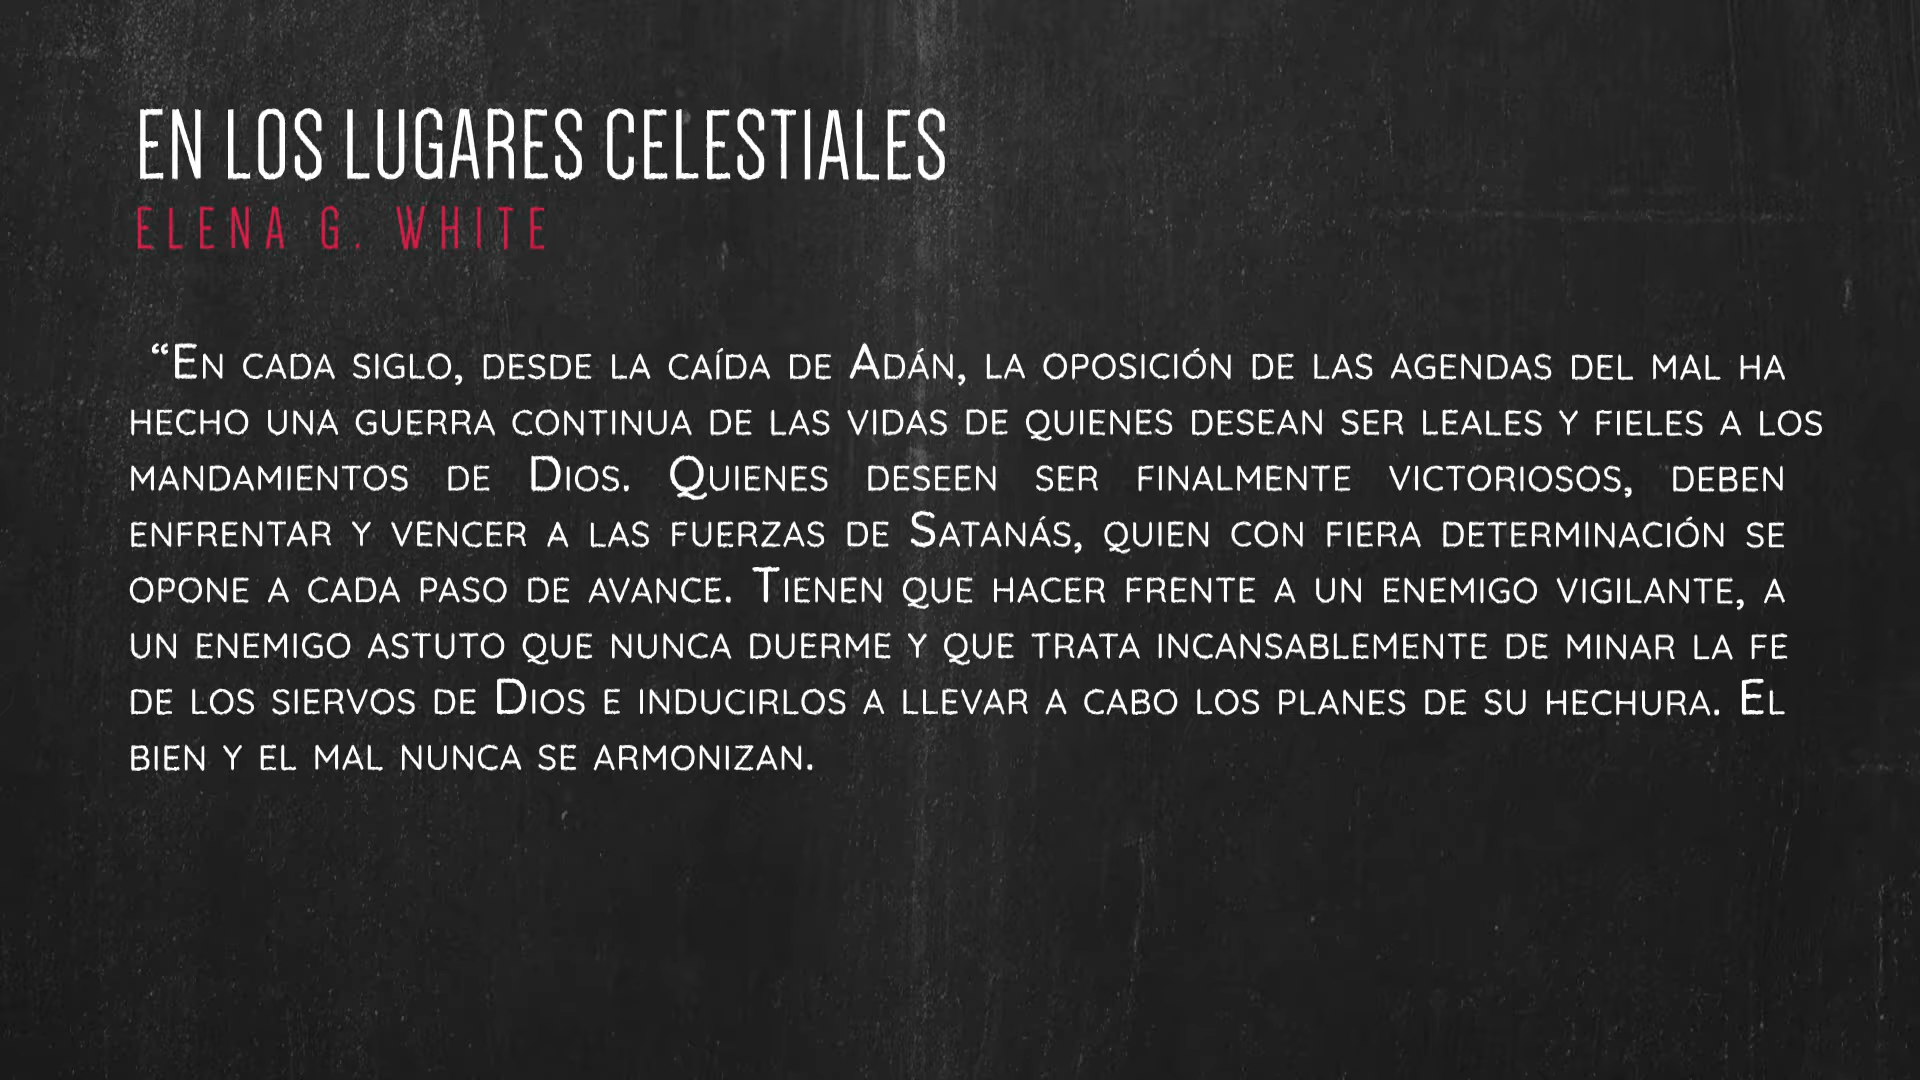 EN LOS LUGARES CELESTIALES
ELENA G. WHITE
“En cada siglo, desde la caída de Adán, la oposición de las agendas del mal ha
hecho una guerra continua de las vidas de quienes desean ser leales y fieles a los
mandamientos de Dios. Quienes deseen ser finalmente victoriosos, deben
enfrentar y vencer a las fuerzas de Satanás, quien con fiera determinación se
opone a cada paso de avance. Tienen que hacer frente a un enemigo vigilante, a
un enemigo astuto que nunca duerme y que trata incansablemente de minar la fe
de los siervos de Dios e inducirlos a llevar a cabo los planes de su hechura. El
bien y el mal nunca se armonizan.